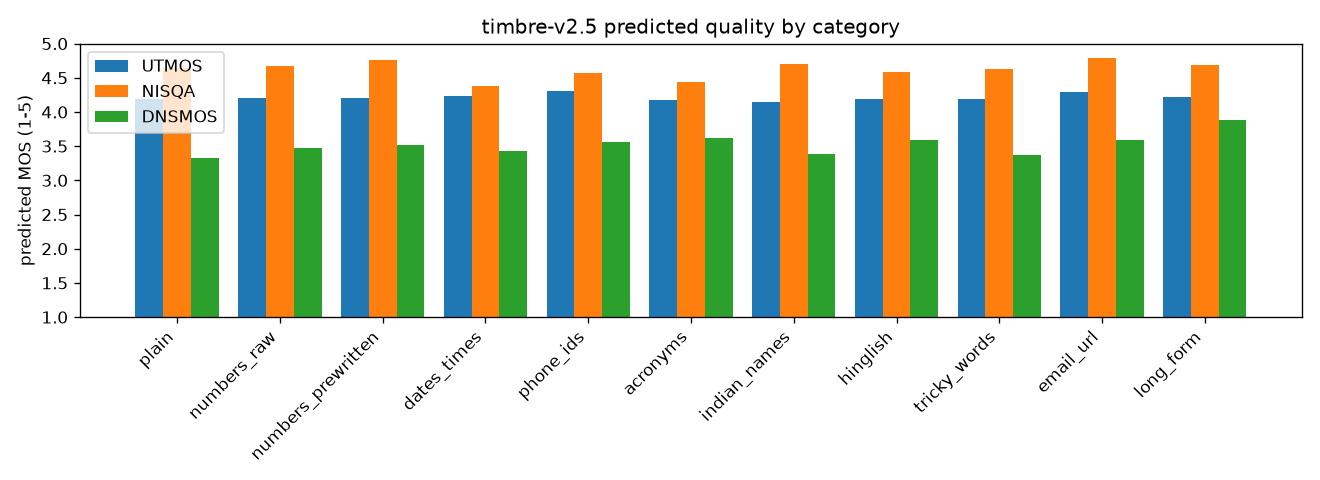 timbre-v2.5 predicted quality by category
predicted MOS (1-5)
5.0
4.5
4.0
3.5
3.0
2.5
2.0
1.5
1.0
UTMOS
NISQA
DNSMOS
plain
numbers_raw
numbers_prewritten
dates_times
phone_ids
acronyms
indian_names
hinglish
tricky_words
email_url
long_form